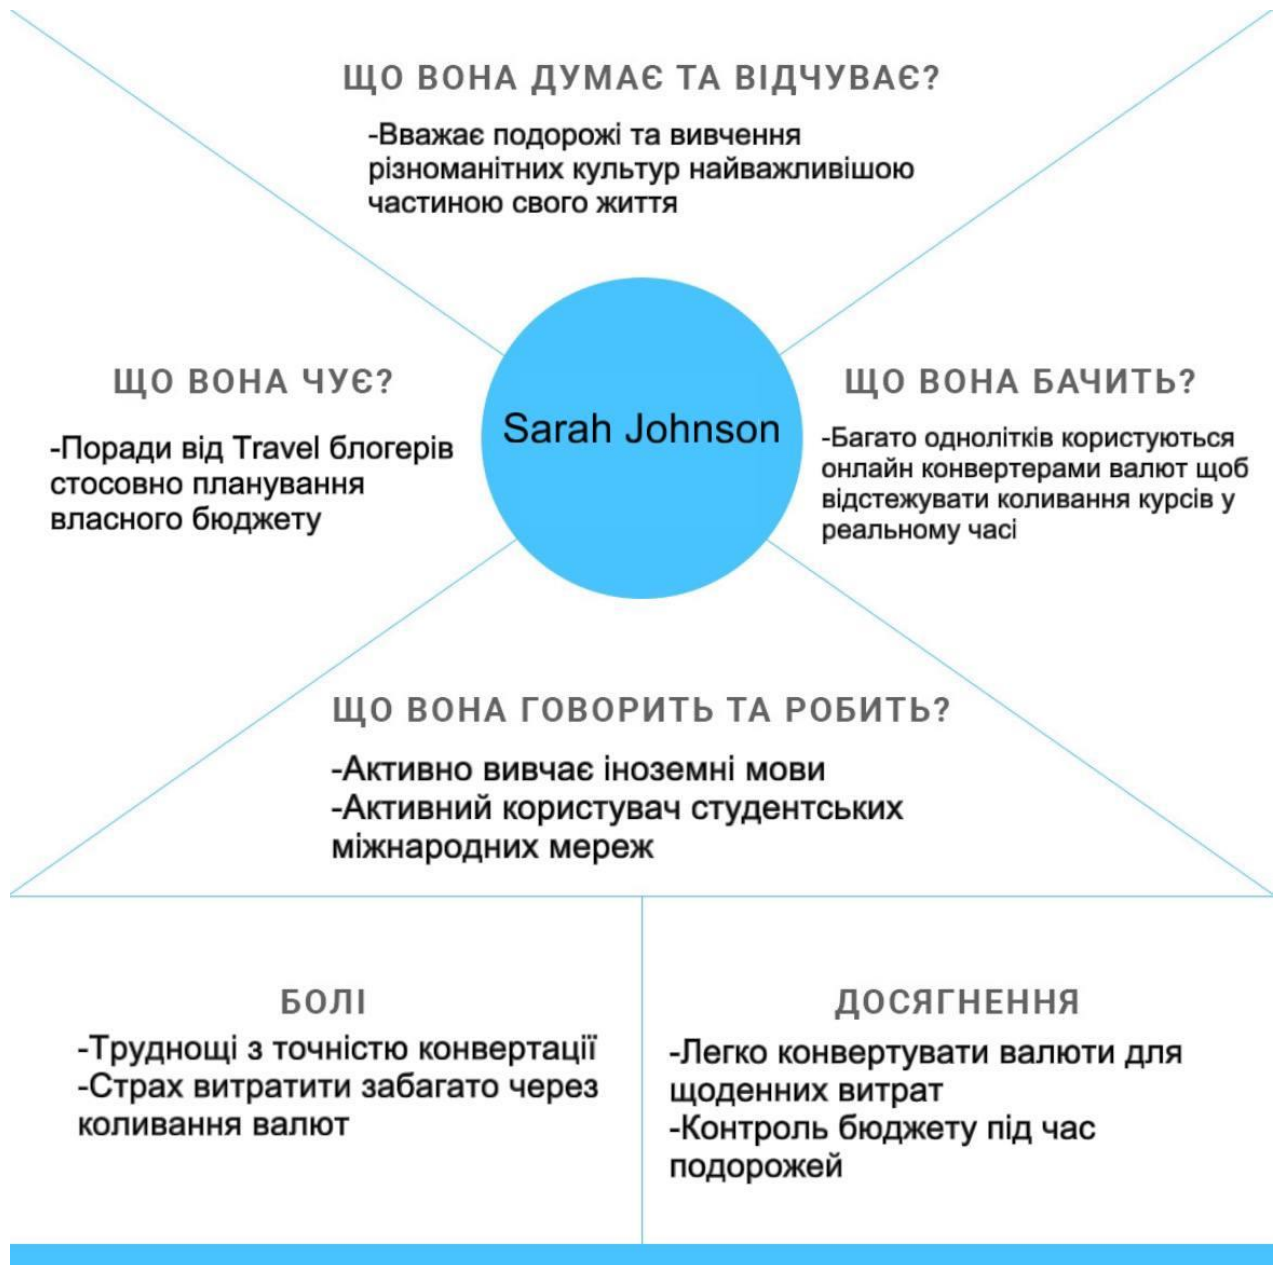 ЩО ВОНА ДУМАЄ ТА ВІДЧУВАЄ?
-Вважає подорожі та вивчення
різноманітних культур найважливішою
частиною свого життя
ЩО ВОНА ЧУЄ?
-Поради від Travel блогерів
стосовно планування
власного бюджету
Sarah Johnson
ЩО ВОНА БАЧИТЬ?
-Багато однолітків користуються
онлайн конвертерами валют щоб
відстежувати коливання курсів у
реальному часі
ЩО ВОНА ГОВОРИТЬ ТА РОБИТЬ?
-Активно вивчає іноземні мови
-Активний користувач студентських
міжнародних мереж
БОЛІ
-Труднощі з точністю конвертації
-Страх витратити забагато через
коливання валют
ДОСЯГНЕННЯ
-Легко конвертувати валюти для
щоденних витрат
-Контроль бюджету під час
подорожей